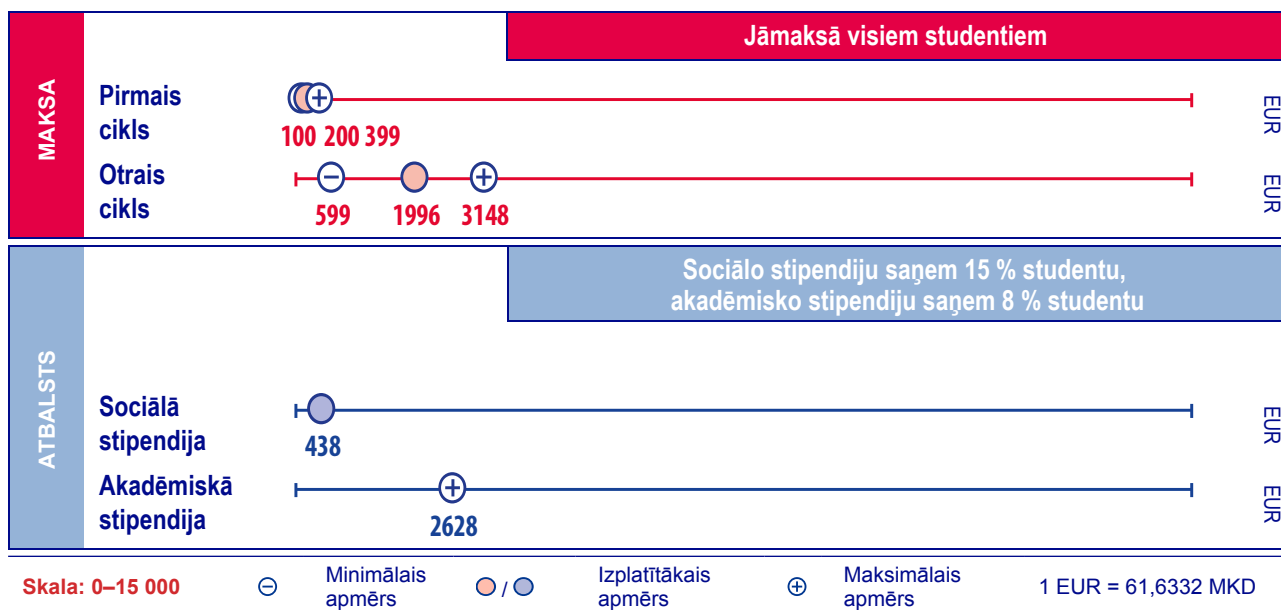 MAKSA
Jāmaksā visiem studentiem
Pirmais
cikls
100 200 399
EUR
Otrais
cikls
599 1996 3148
EUR
ATBALSTS
Sociālo stipendiju saņem 15 % studentu,
akadēmisko stipendiju saņem 8 % studentu
Sociālā
stipendija
438
EUR
Akadēmiskā
stipendija
2628
EUR
Skala: 0–15 000
Minimālais
apmērs
/
Izplatītākais
apmērs
Maksimālais
apmērs
1 EUR = 61,6332 MKD